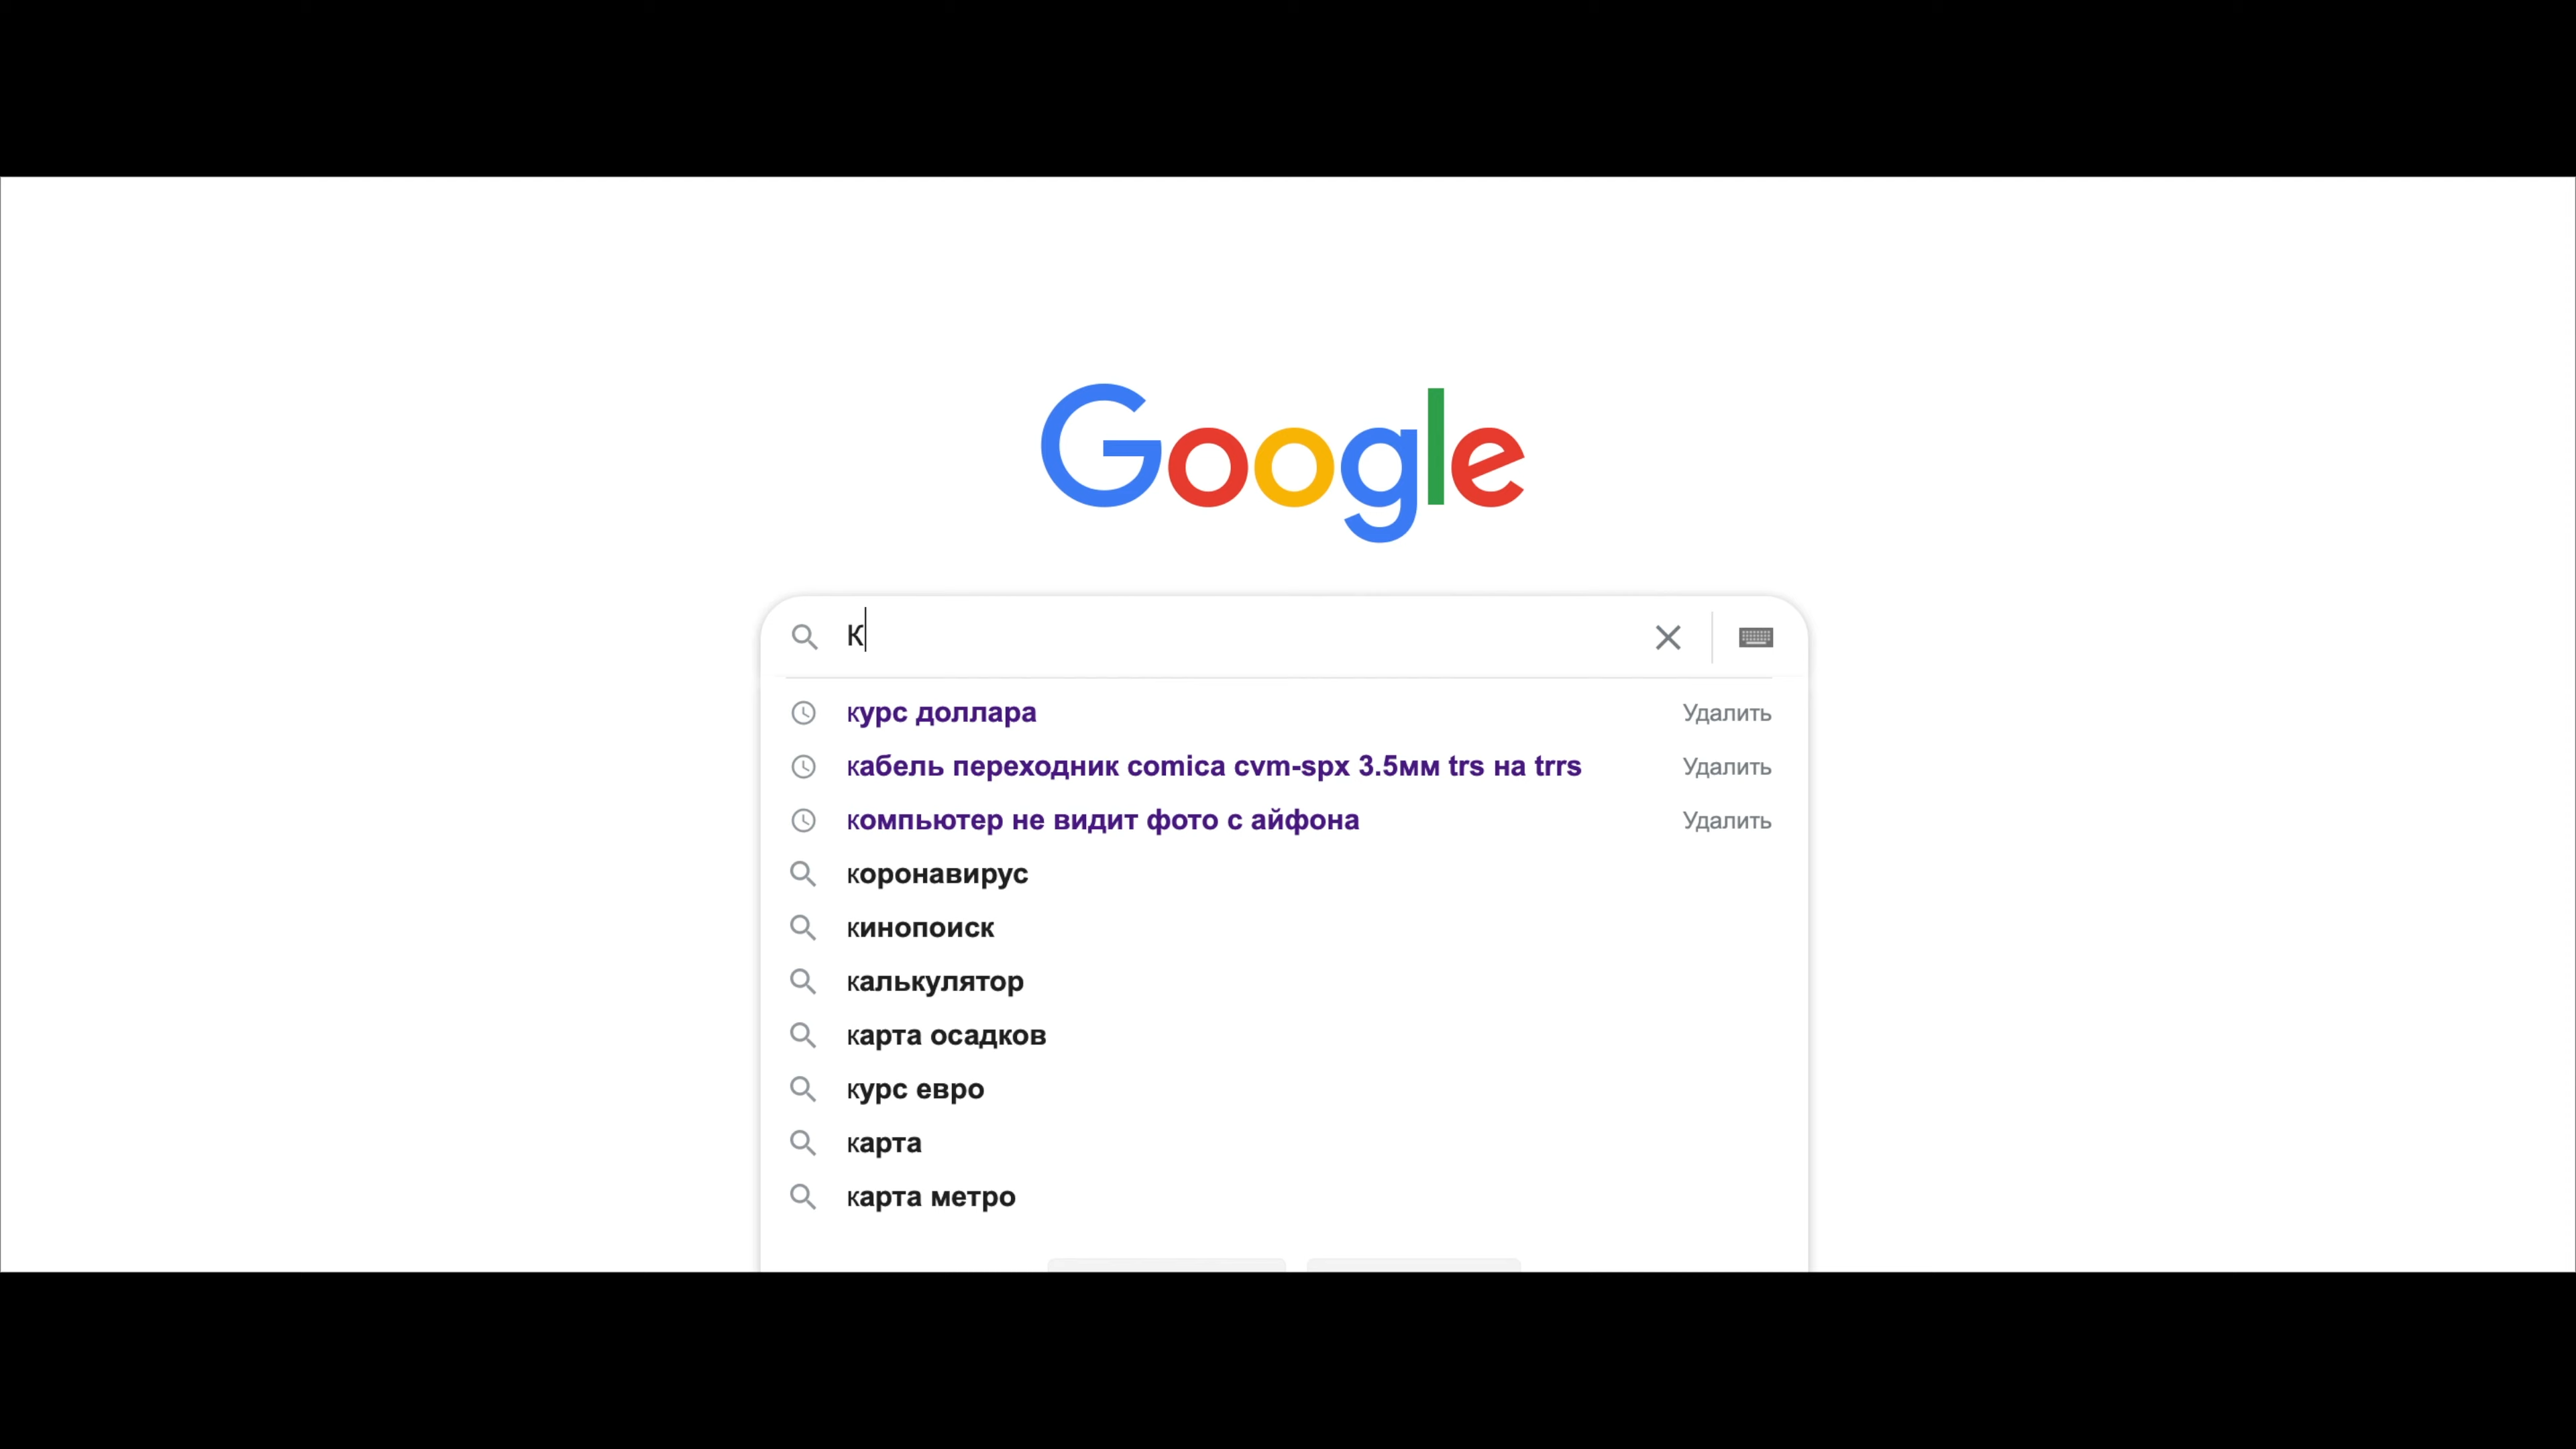 Google
К
курс доллара Удалить
кабель переходник comica cvm-spx 3.5мм trs на trrs Удалить
компьютер не видит фото с айфона Удалить
коронавирус
кинопоиск
калькулятор
карта осадков
курс евро
карта
карта метро